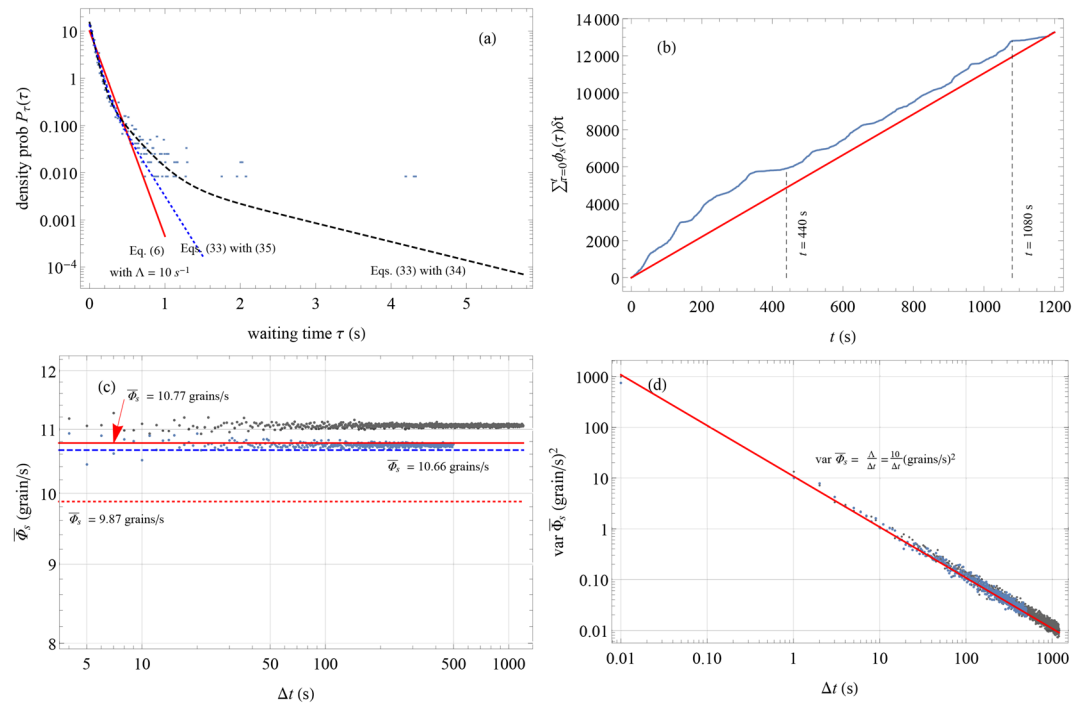 (a)
density prob P_τ(τ)
10
1
0.100
0.010
0.001
10⁻⁴
Eq. (6)
with Λ = 10 s⁻¹
Eqs. (33) with (35)
Eqs. (33) with (34)
0 1 2 3 4 5
waiting time τ (s)
(b)
∑ᵗ_τ=0 ϕ_s(τ)δt
14 000
12 000
10 000
8000
6000
4000
2000
0
t = 440 s
t = 1080 s
0 200 400 600 800 1000 1200
t (s)
(c)
Φ̅_s (grain/s)
12
11
10
9
8
Φ̅_s = 10.77 grains/s
Φ̅_s = 10.66 grains/s
Φ̅_s = 9.87 grains/s
5 10 50 100 500 1000
Δt (s)
(d)
var Φ̅_s (grain/s)²
1000
100
10
1
0.10
0.01
var Φ̅_s = Λ/Δt = 10/Δt (grains/s)²
0.01 0.10 1 10 100 1000
Δt (s)